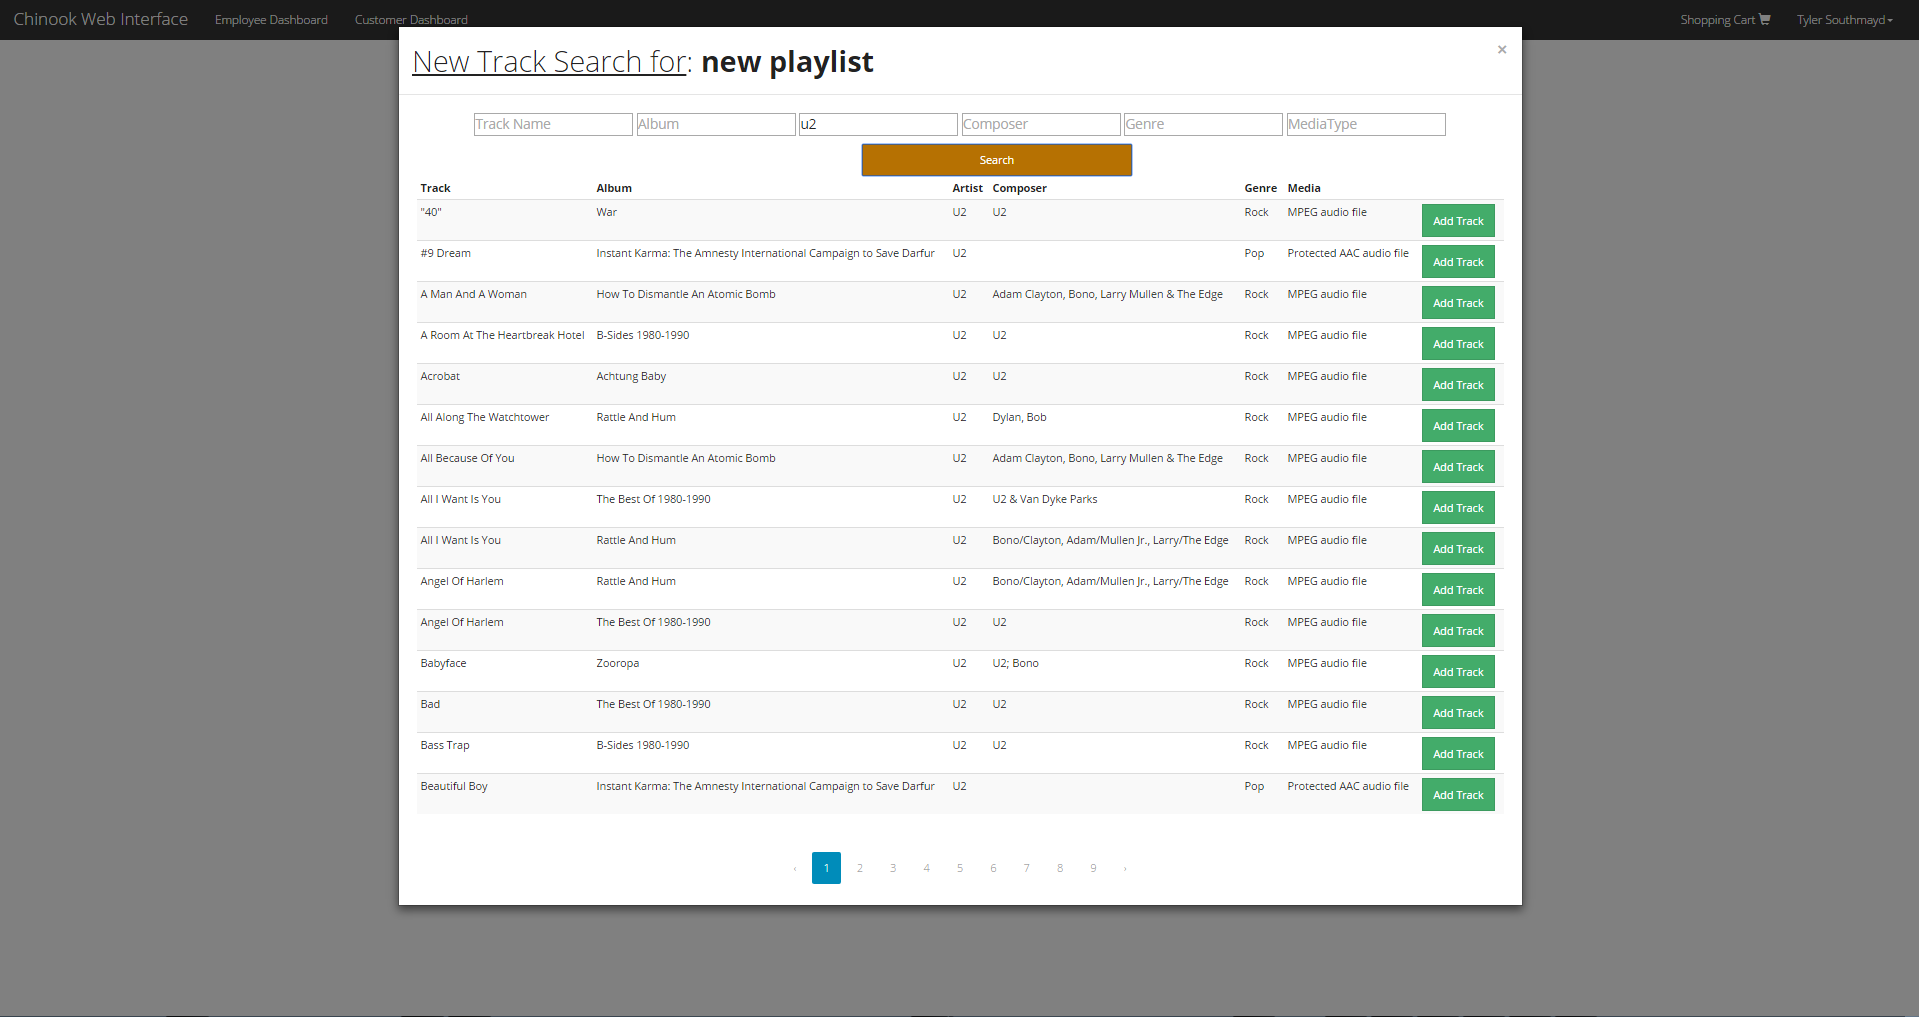 Chinook Web Interface Employee Dashboard Customer Dashboard Shopping Cart Tyler Southmayd
New Track Search for: new playlist ×
Track Name Album u2 Composer Genre MediaType
Search
Track Album Artist Composer Genre Media
"40" War U2 U2 Rock MPEG audio file Add Track
#9 Dream Instant Karma: The Amnesty International Campaign to Save Darfur U2 Pop Protected AAC audio file Add Track
A Man And A Woman How To Dismantle An Atomic Bomb U2 Adam Clayton, Bono, Larry Mullen & The Edge Rock MPEG audio file Add Track
A Room At The Heartbreak Hotel B-Sides 1980-1990 U2 U2 Rock MPEG audio file Add Track
Acrobat Achtung Baby U2 U2 Rock MPEG audio file Add Track
All Along The Watchtower Rattle And Hum U2 Dylan, Bob Rock MPEG audio file Add Track
All Because Of You How To Dismantle An Atomic Bomb U2 Adam Clayton, Bono, Larry Mullen & The Edge Rock MPEG audio file Add Track
All I Want Is You The Best Of 1980-1990 U2 U2 & Van Dyke Parks Rock MPEG audio file Add Track
All I Want Is You Rattle And Hum U2 Bono/Clayton, Adam/Mullen Jr., Larry/The Edge Rock MPEG audio file Add Track
Angel Of Harlem Rattle And Hum U2 Bono/Clayton, Adam/Mullen Jr., Larry/The Edge Rock MPEG audio file Add Track
Angel Of Harlem The Best Of 1980-1990 U2 U2 Rock MPEG audio file Add Track
Babyface Zooropa U2 U2; Bono Rock MPEG audio file Add Track
Bad The Best Of 1980-1990 U2 U2 Rock MPEG audio file Add Track
Bass Trap B-Sides 1980-1990 U2 U2 Rock MPEG audio file Add Track
Beautiful Boy Instant Karma: The Amnesty International Campaign to Save Darfur U2 Pop Protected AAC audio file Add Track
‹ 1 2 3 4 5 6 7 8 9 ›